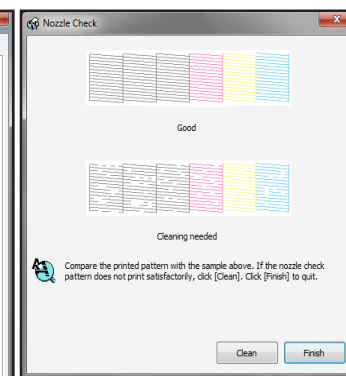 Nozzle Check
Good
Cleaning needed
Compare the printed pattern with the sample above. If the nozzle check
pattern does not print satisfactorily, click [Clean]. Click [Finish] to quit.
Clean
Finish